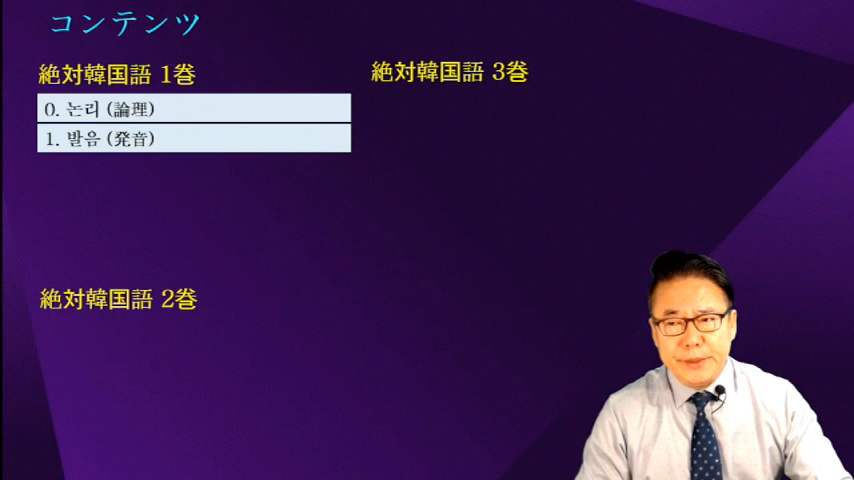 コンテンツ
絶対韓国語 1巻
0. 논리 (論理)
1. 발음 (発音)
絶対韓国語 2巻
絶対韓国語 3巻